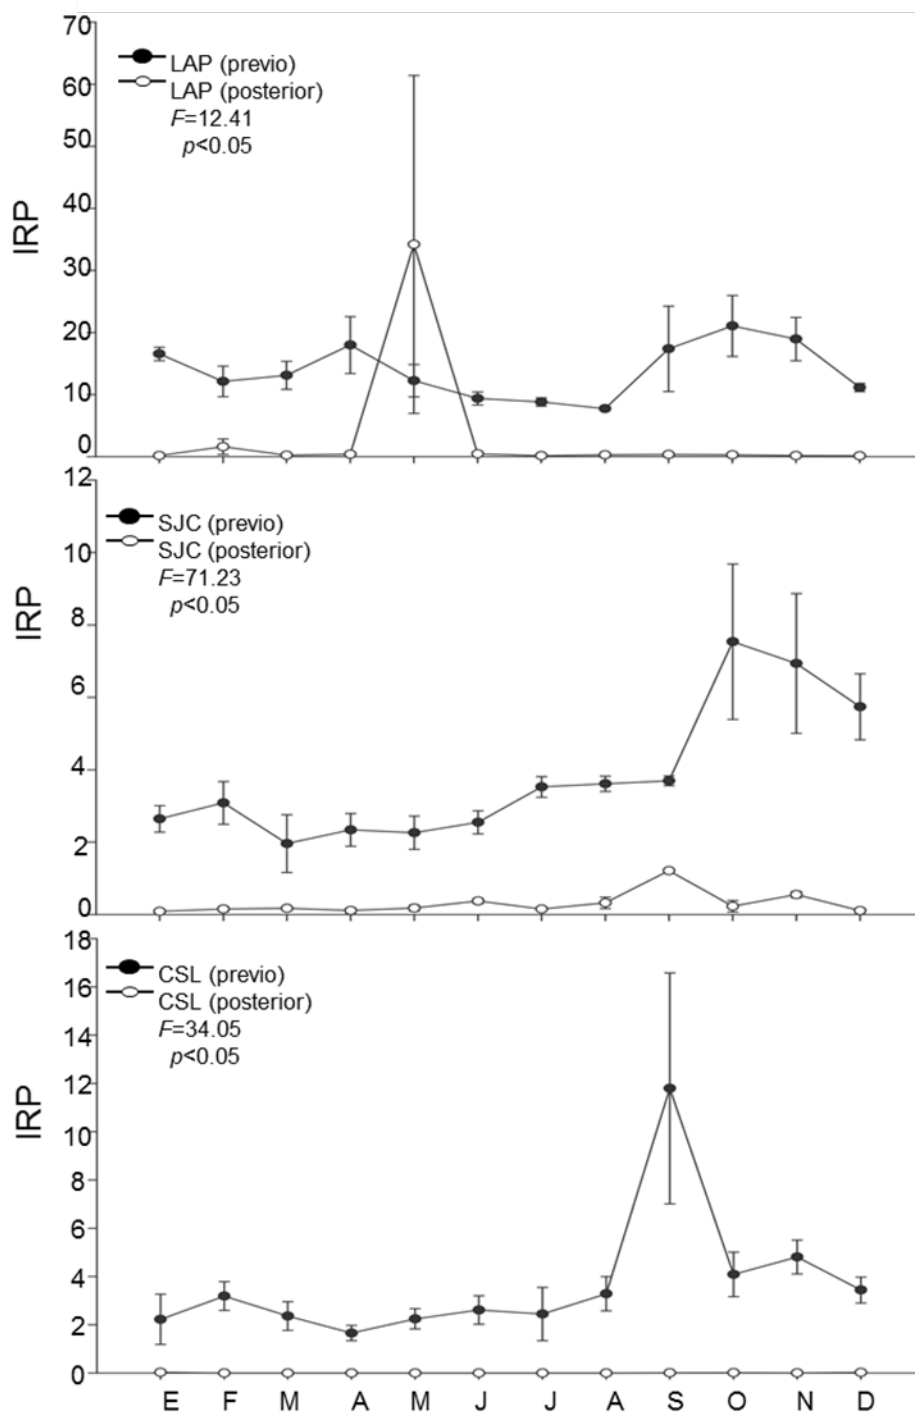 70
60
50
40
30
20
10
0
IRP
LAP (previo)
LAP (posterior)
F=12.41
p<0.05
12
10
8
6
4
2
0
IRP
SJC (previo)
SJC (posterior)
F=71.23
p<0.05
18
16
14
12
10
8
6
4
2
0
IRP
CSL (previo)
CSL (posterior)
F=34.05
p<0.05
E F M A M J J A S O N D